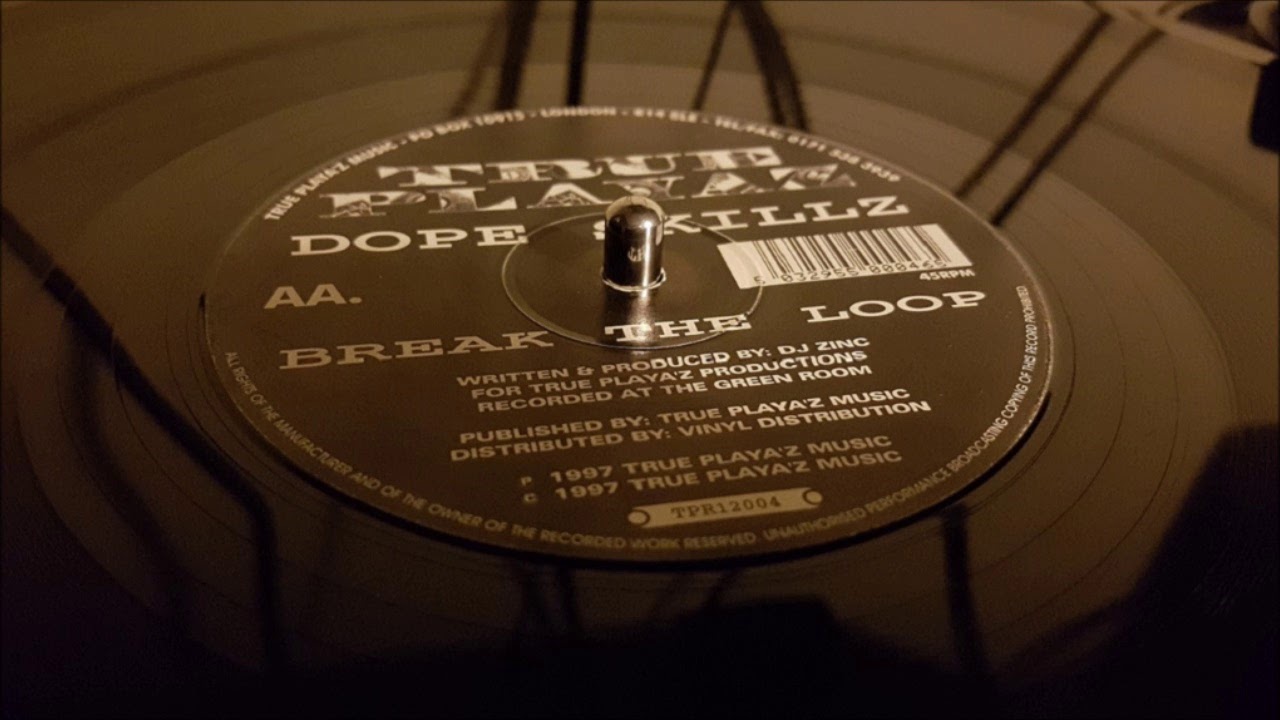 TRUE PLAYA'Z MUSIC • PO BOX 10915 • LONDON • E14 • TEL/FAX: 0171
TRUE
PLAYAZ
DOPE SKILLZ
5 032955 000465
45RPM
AA.
BREAK THE LOOP
WRITTEN & PRODUCED BY: DJ ZINC
FOR TRUE PLAYA'Z PRODUCTIONS
RECORDED AT THE GREEN ROOM
PUBLISHED BY: TRUE PLAYA'Z MUSIC
DISTRIBUTED BY: VINYL DISTRIBUTION
P 1997 TRUE PLAYA'Z MUSIC
C 1997 TRUE PLAYA'Z MUSIC
TPR12004
ALL RIGHTS OF THE MANUFACTURER AND OF THE OWNER OF THE RECORDED WORK RESERVED. UNAUTHORISED PERFORMANCE BROADCASTING COPYING OF THIS RECORD PROHIBITED